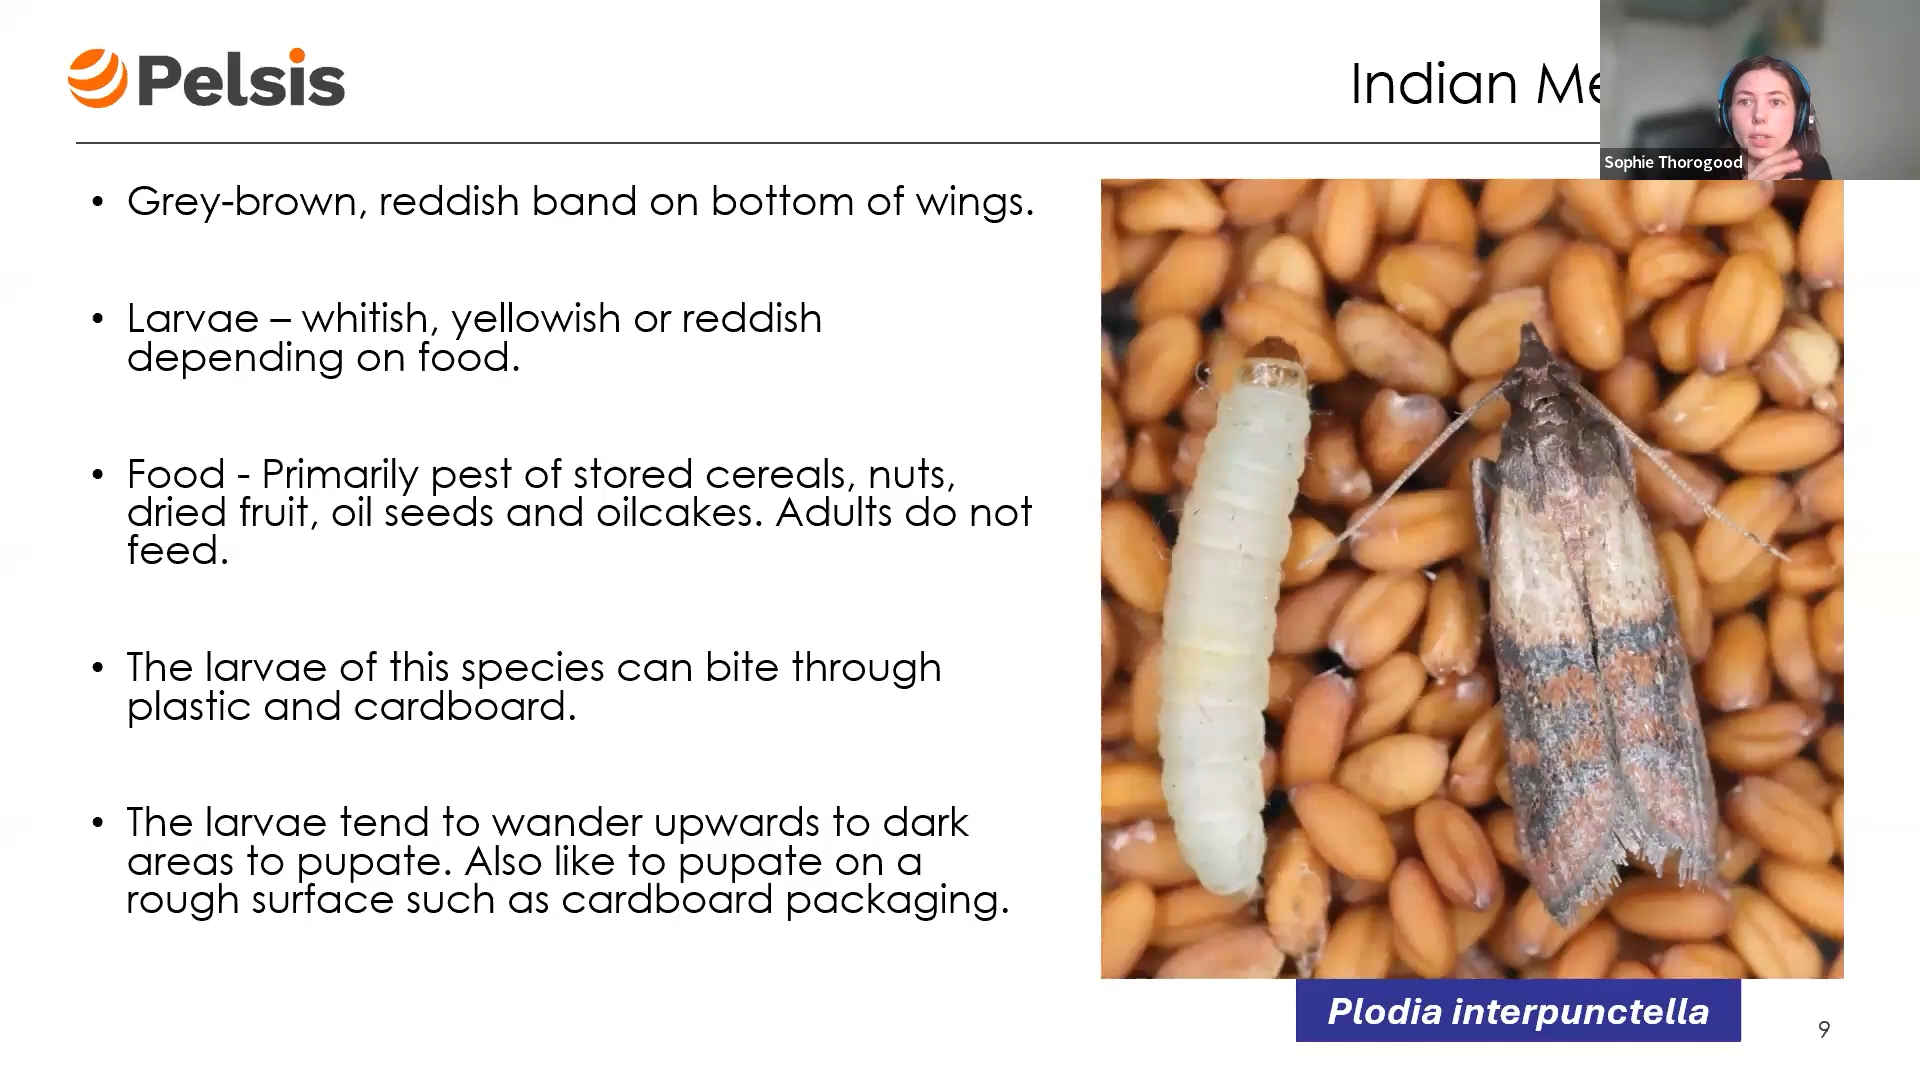 Pelsis
Indian Me
Sophie Thorogood
• Grey-brown, reddish band on bottom of wings.
• Larvae – whitish, yellowish or reddish
depending on food.
• Food - Primarily pest of stored cereals, nuts,
dried fruit, oil seeds and oilcakes. Adults do not
feed.
• The larvae of this species can bite through
plastic and cardboard.
• The larvae tend to wander upwards to dark
areas to pupate. Also like to pupate on a
rough surface such as cardboard packaging.
Plodia interpunctella
9